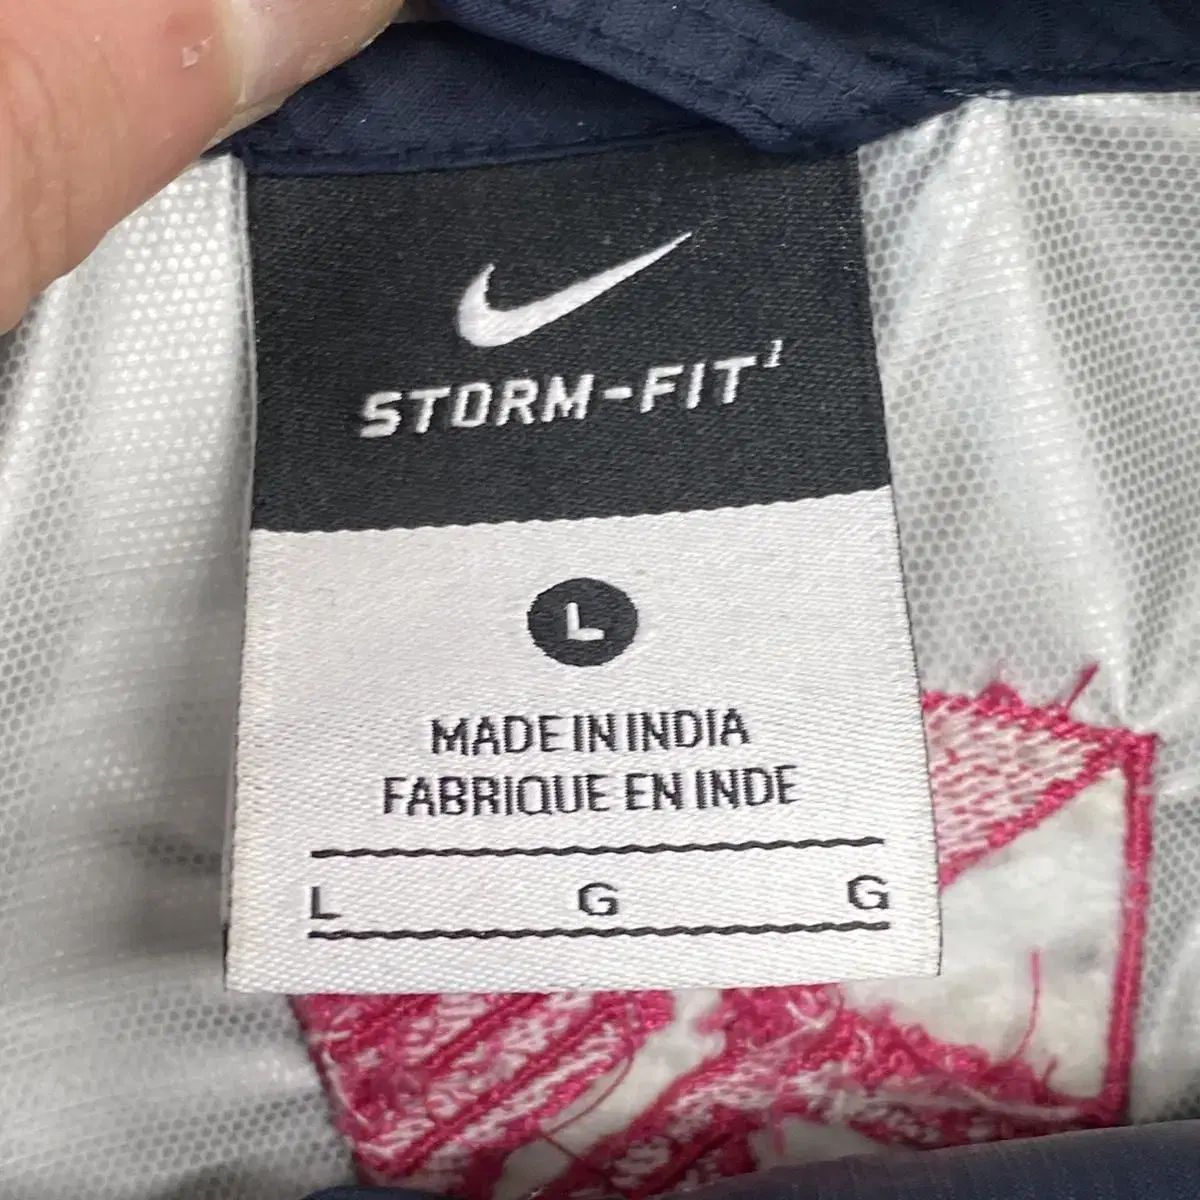 STORM-FIT¹
L
MADE IN INDIA
FABRIQUE EN INDE
L G G